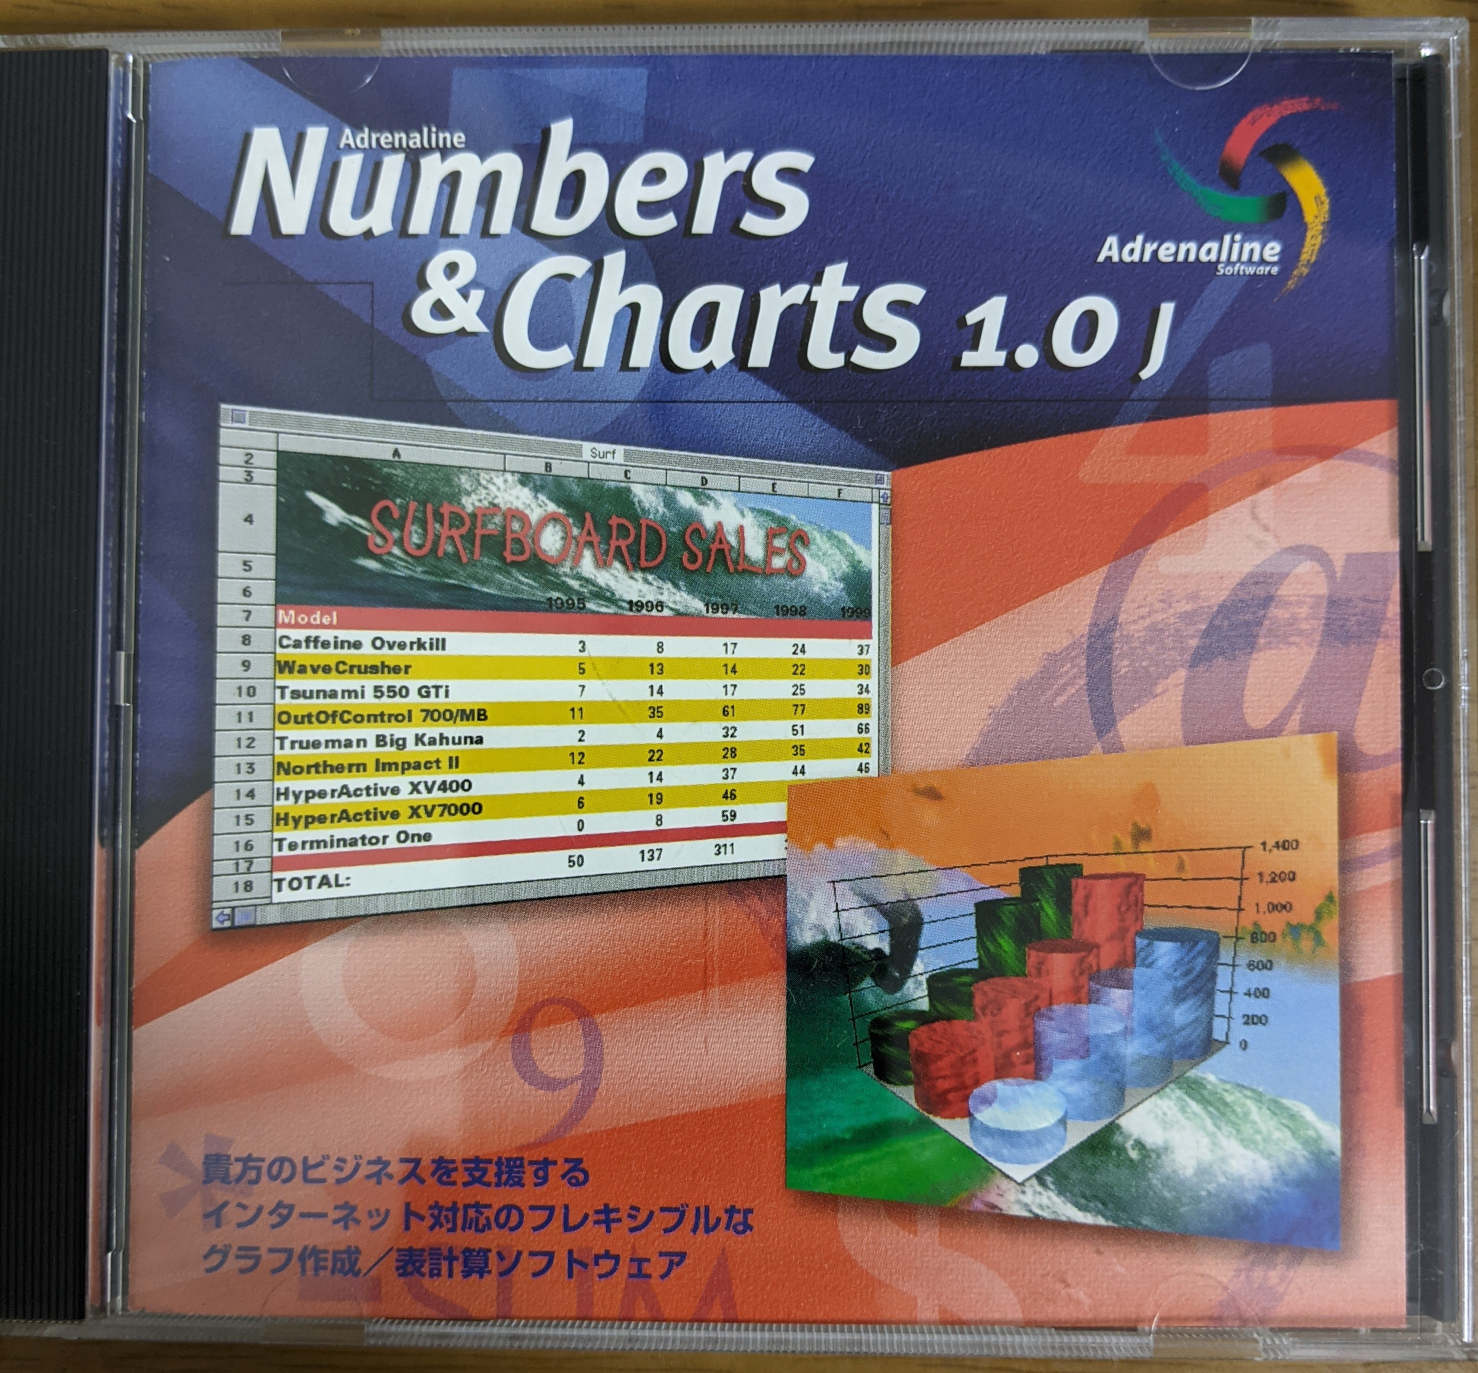 Adrenaline
Numbers
& Charts 1.0 J
Adrenaline
Software
Surf
A B C D E F
2
3
4
5
6
SURFBOARD SALES
1995 1996 1997 1998 1999
7 Model
8 Caffeine Overkill 3 8 17 24 37
9 WaveCrusher 5 13 14 22 30
10 Tsunami 550 GTi 7 14 17 25 34
11 OutOfControl 700/MB 11 35 61 77 89
12 Trueman Big Kahuna 2 4 32 51 66
13 Northern Impact II 12 22 28 35 42
14 HyperActive XV400 4 14 37 44 46
15 HyperActive XV7000 6 19 46
16 Terminator One 0 8 59
17
18 TOTAL: 50 137 311
1,400
1,200
1,000
800
600
400
200
0
@
9
貴方のビジネスを支援する
インターネット対応のフレキシブルな
グラフ作成／表計算ソフトウェア
SUM